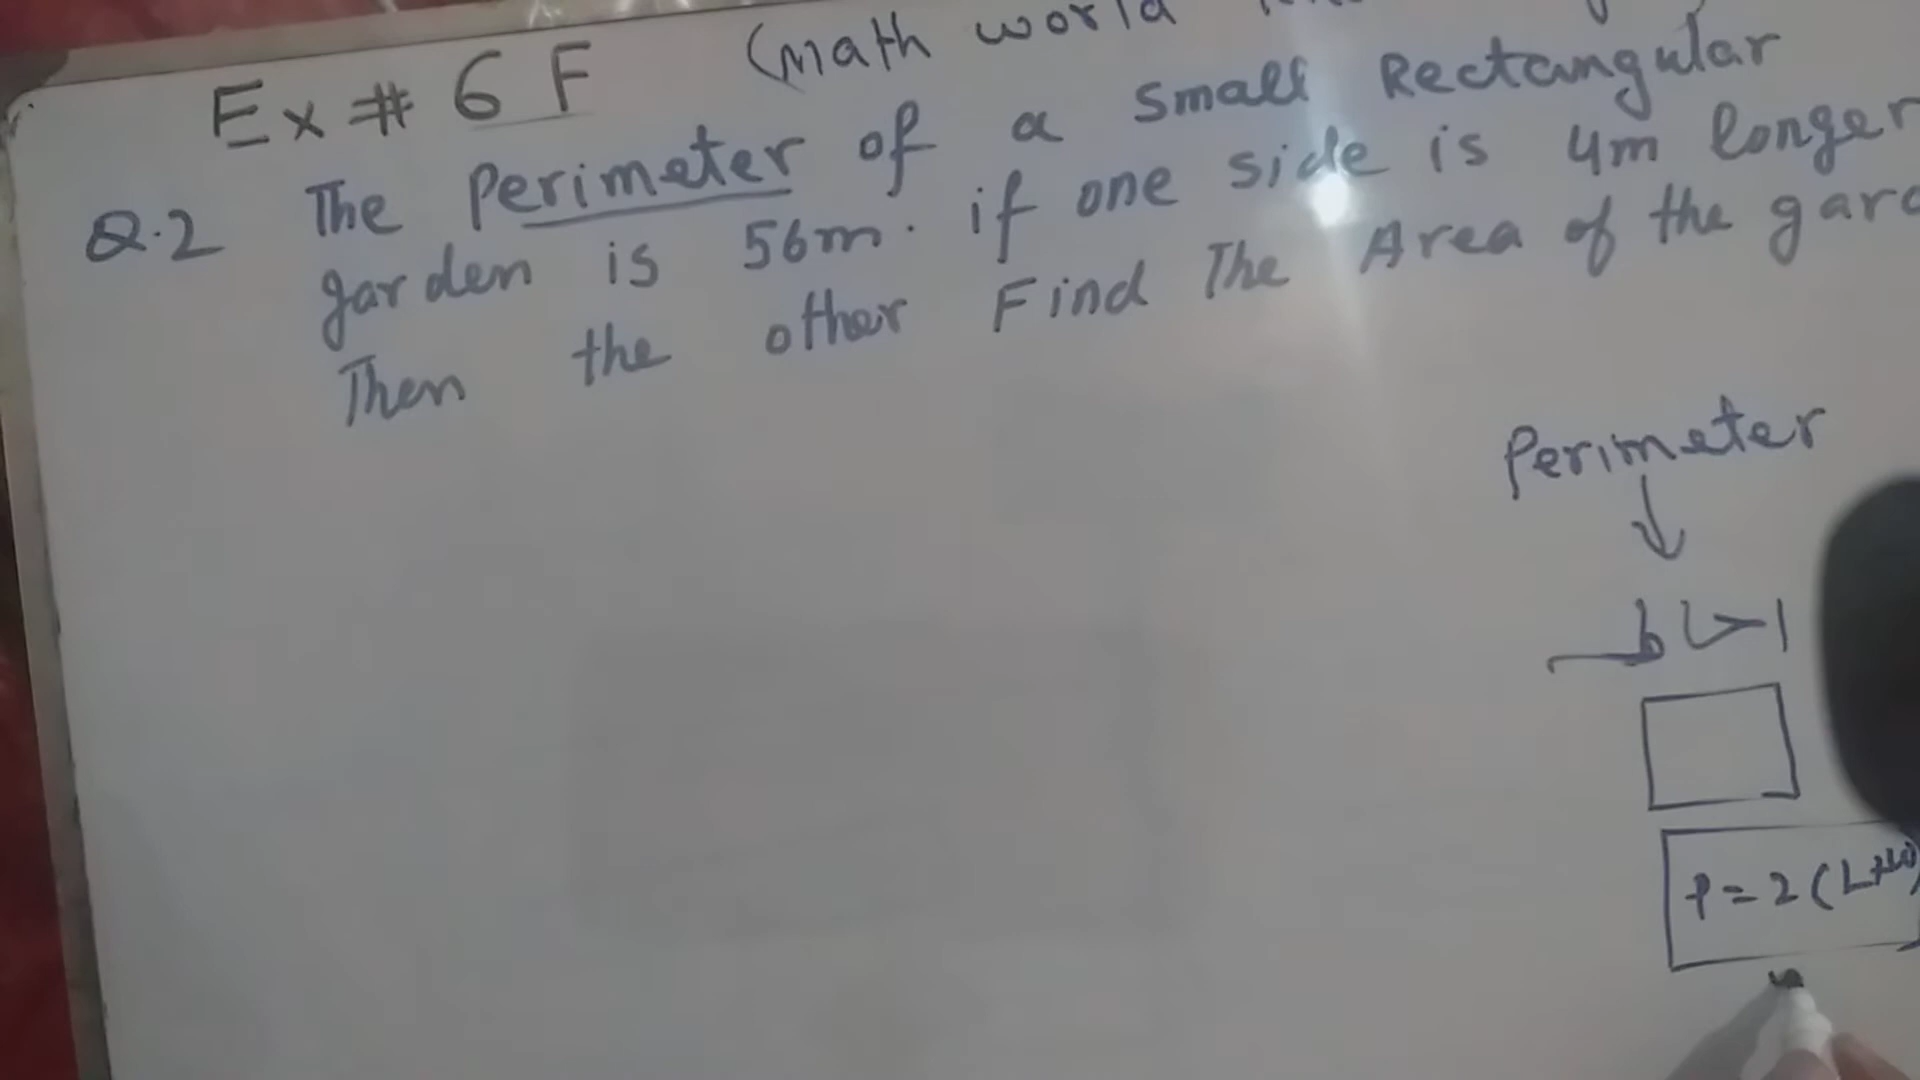 Ex # 6 F (Math world
Q.2 The Perimeter of a small Rectangular
garden is 56m. if one side is 4m longer
Then the other Find The Area of the gard
Perimeter
P = 2 (L+w)